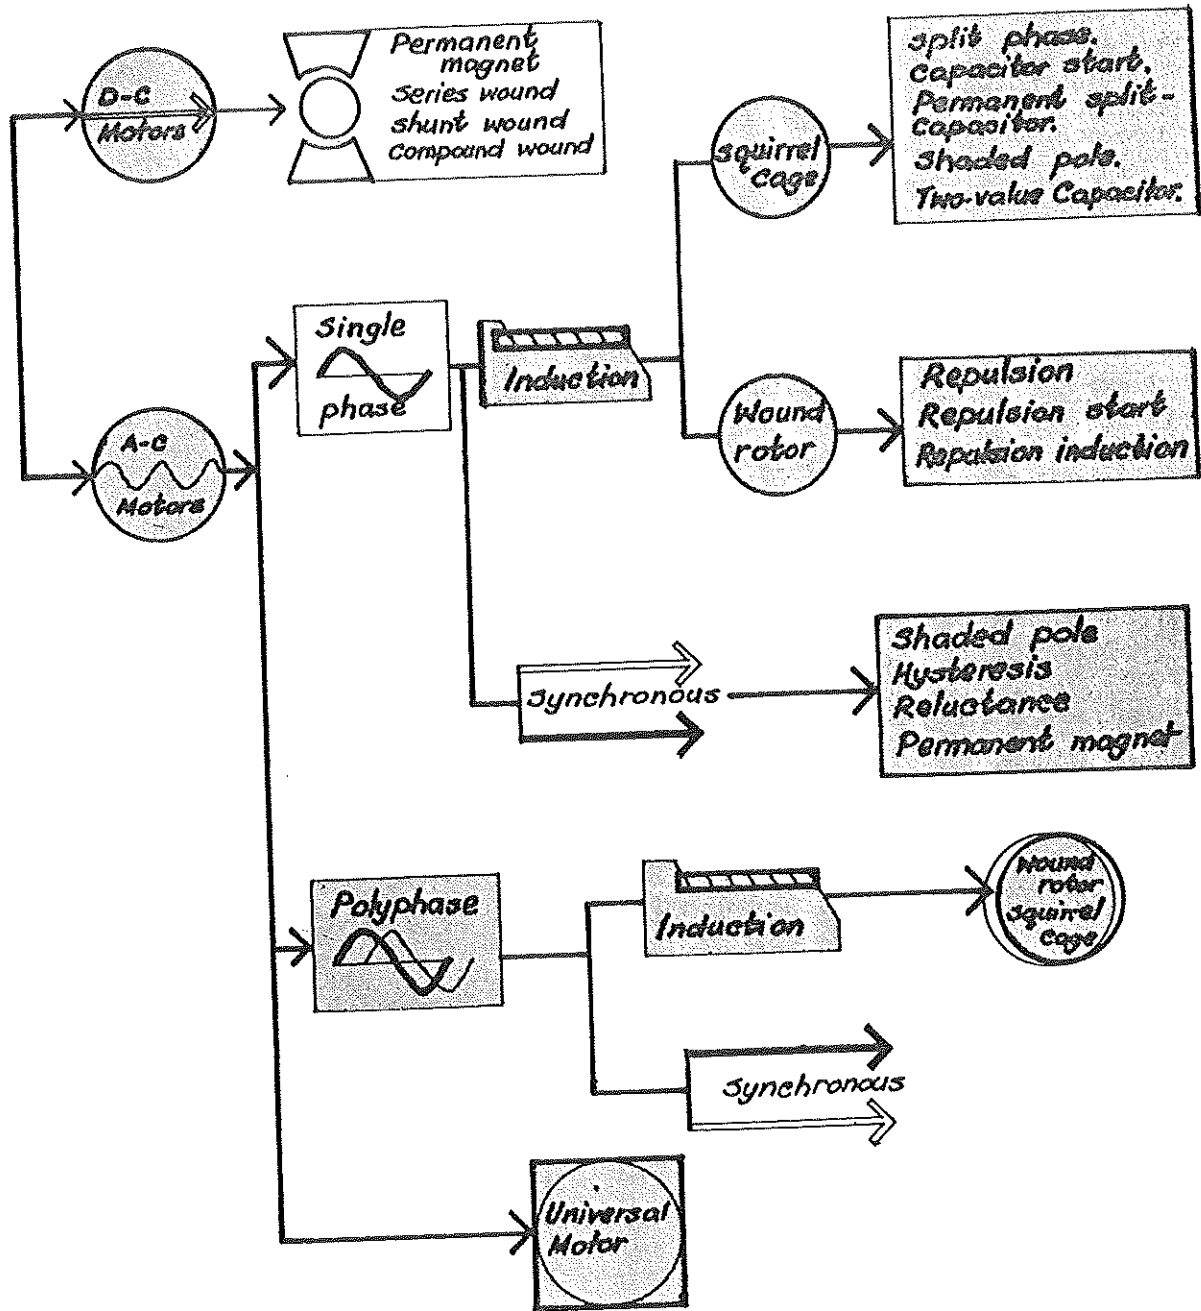 D-C
Motors
Permanent
magnet
Series wound
shunt wound
compound wound
Squirrel
cage
split phase.
Capacitor start.
Permanent split-
Capacitor.
Shaded pole.
Two-value Capacitor.
Single
phase
Induction
Wound
rotor
Repulsion
Repulsion start
Repulsion induction
A-C
Motors
Synchronous
Shaded pole
Hysteresis
Reluctance
Permanent magnet
Polyphase
Induction
Wound
rotor
squirrel
cage
Synchronous
Universal
Motor